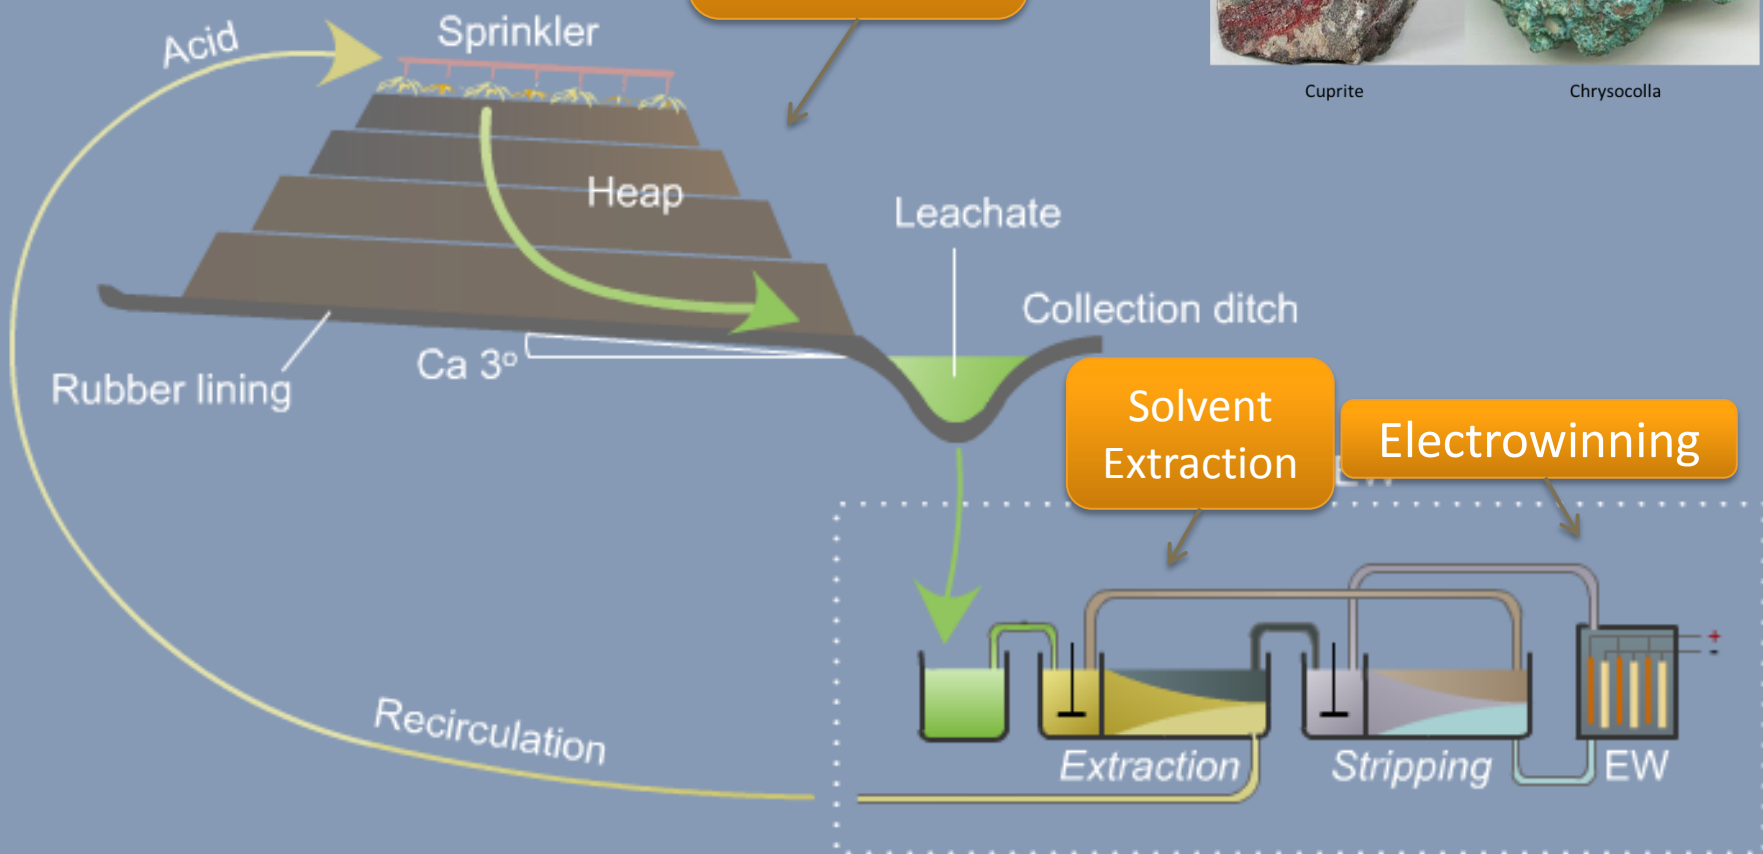 Acid
Sprinkler
Cuprite
Chrysocolla
Heap
Leachate
Collection ditch
Ca 3º
Rubber lining
Solvent
Extraction
Electrowinning
EW
+
-
Recirculation
Extraction
Stripping
EW